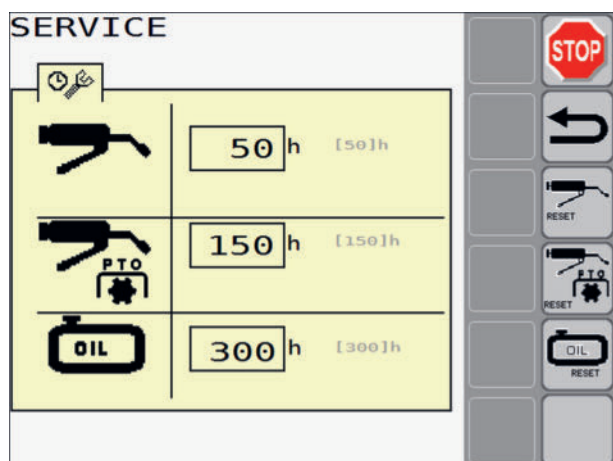 SERVICE
STOP
50 h [50]h
RESET
150 h [150]h
PTO
PTO
RESET
OIL
300 h [300]h
OIL
RESET